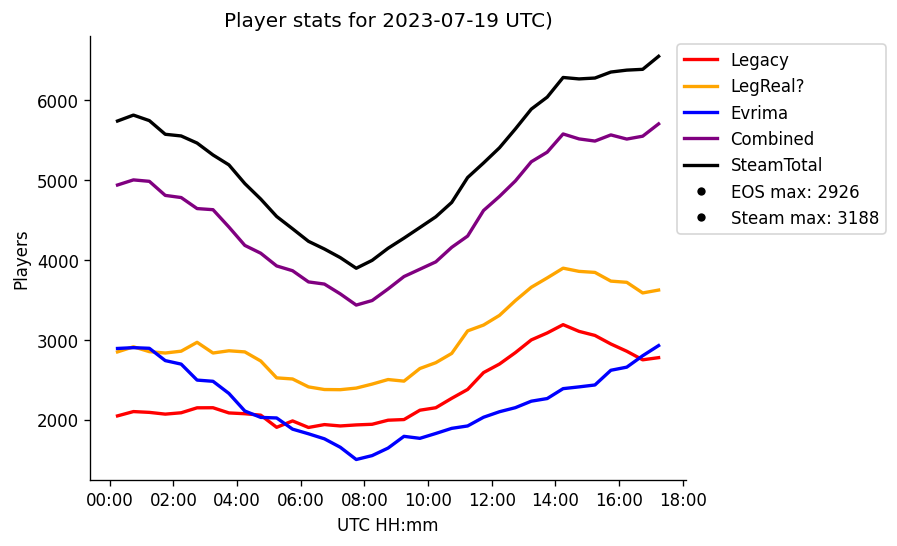 Player stats for 2023-07-19 UTC)
Legacy
LegReal?
Evrima
Combined
SteamTotal
EOS max: 2926
Steam max: 3188
6000
5000
4000
3000
2000
Players
00:00 02:00 04:00 06:00 08:00 10:00 12:00 14:00 16:00 18:00
UTC HH:mm